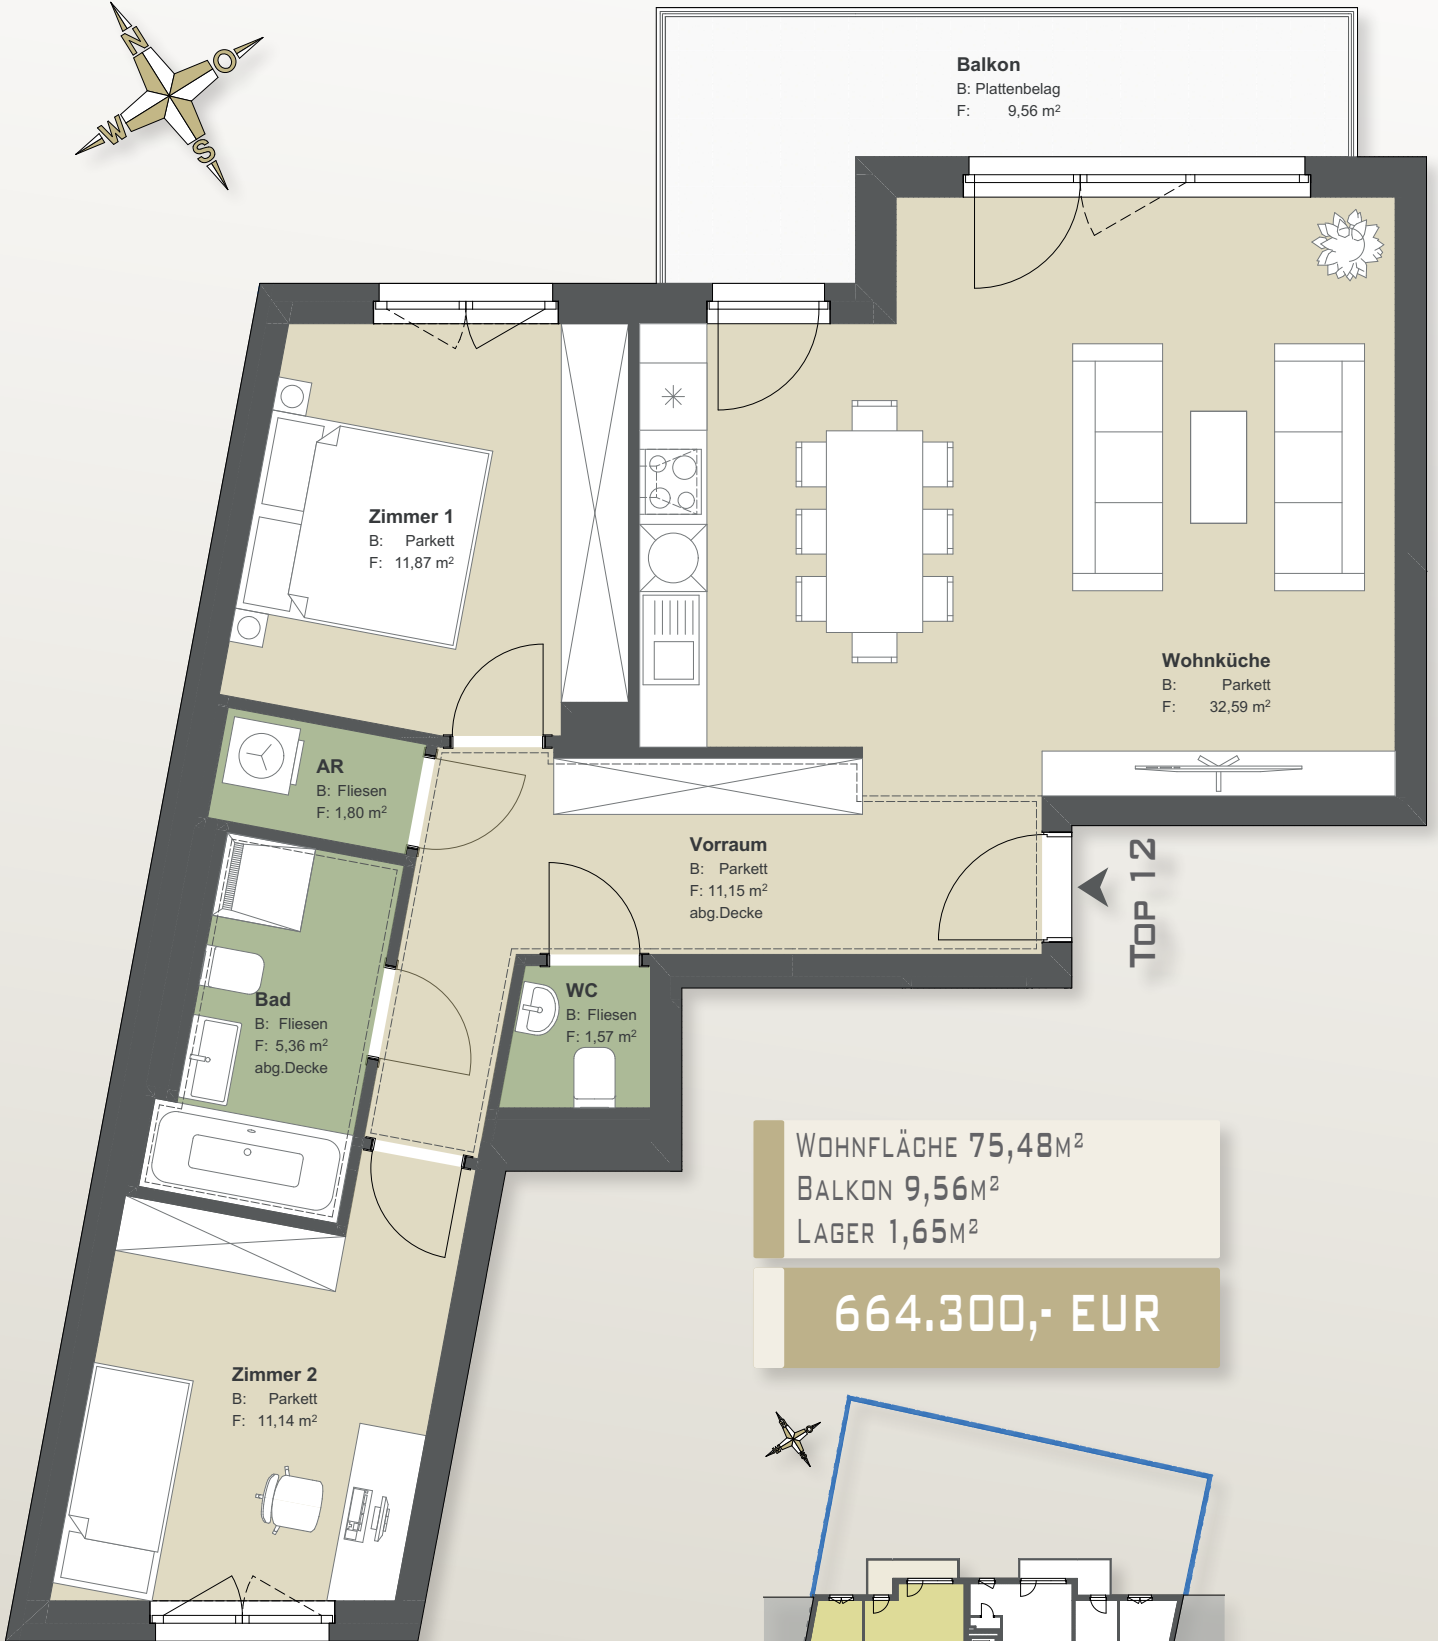 N
O
W
S
Balkon
B: Plattenbelag
F: 9,56 m²
Zimmer 1
B: Parkett
F: 11,87 m²
Wohnküche
B: Parkett
F: 32,59 m²
AR
B: Fliesen
F: 1,80 m²
Vorraum
B: Parkett
F: 11,15 m²
abg.Decke
TOP 12
WC
B: Fliesen
F: 1,57 m²
Bad
B: Fliesen
F: 5,36 m²
abg.Decke
WOHNFLÄCHE 75,48M²
BALKON 9,56M²
LAGER 1,65M²
664.300,- EUR
Zimmer 2
B: Parkett
F: 11,14 m²